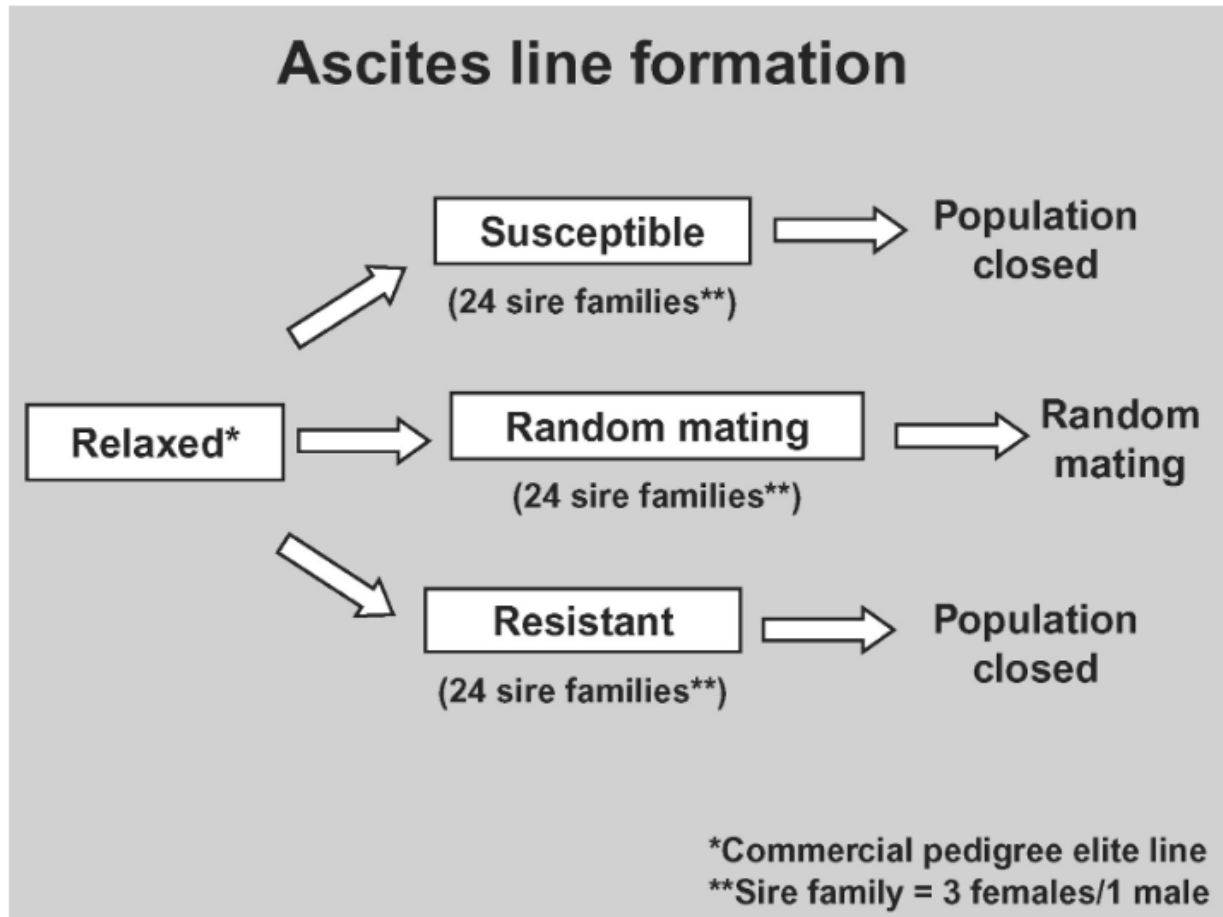 Ascites line formation
Susceptible
(24 sire families**)
Population
closed
Relaxed*
Random mating
(24 sire families**)
Random
mating
Resistant
(24 sire families**)
Population
closed
*Commercial pedigree elite line
**Sire family = 3 females/1 male